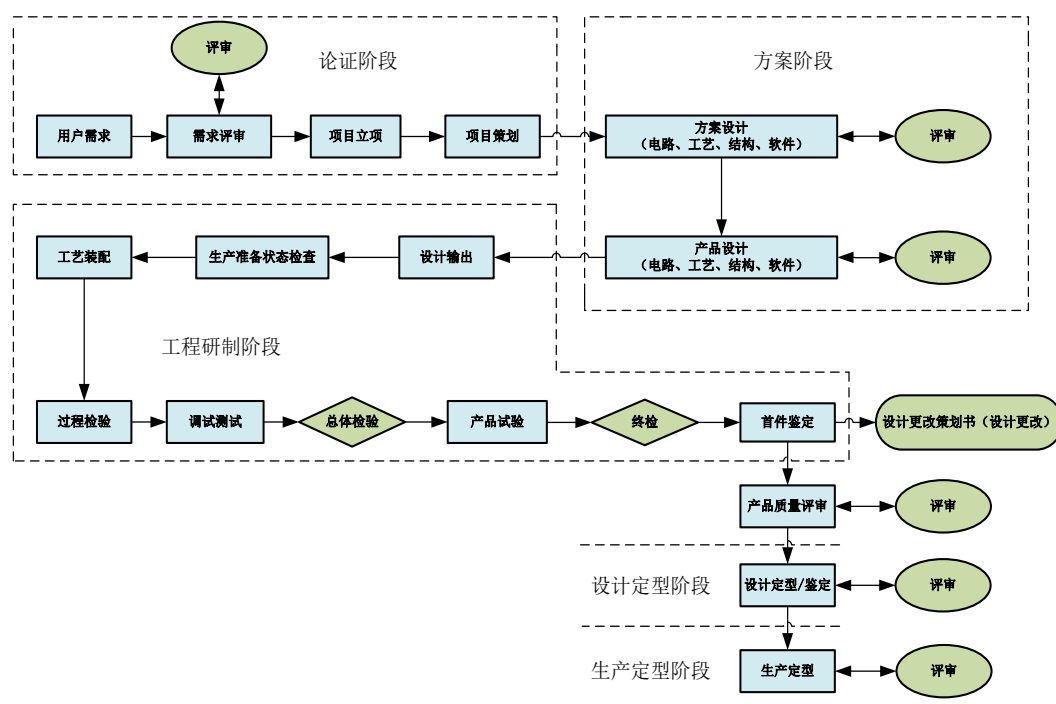 评审
论证阶段
方案阶段
用户需求
需求评审
项目立项
项目策划
方案设计
（电路、工艺、结构、软件）
评审
工艺装配
生产准备状态检查
设计输出
产品设计
（电路、工艺、结构、软件）
评审
工程研制阶段
过程检验
调试测试
总体检验
产品试验
终检
首件鉴定
设计更改策划书（设计更改）
产品质量评审
评审
设计定型阶段
设计定型/鉴定
评审
生产定型阶段
生产定型
评审